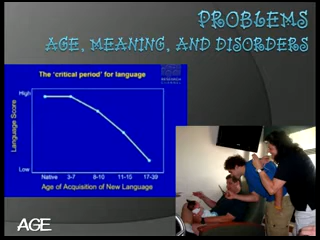 PROBLEMS
AGE, MEANING, AND DISORDERS
The 'critical period' for language
RESEARCH
High
Language Score
Low
Native 3-7 8-10 11-15 17-39
Age of Acquisition of New Language
AGE